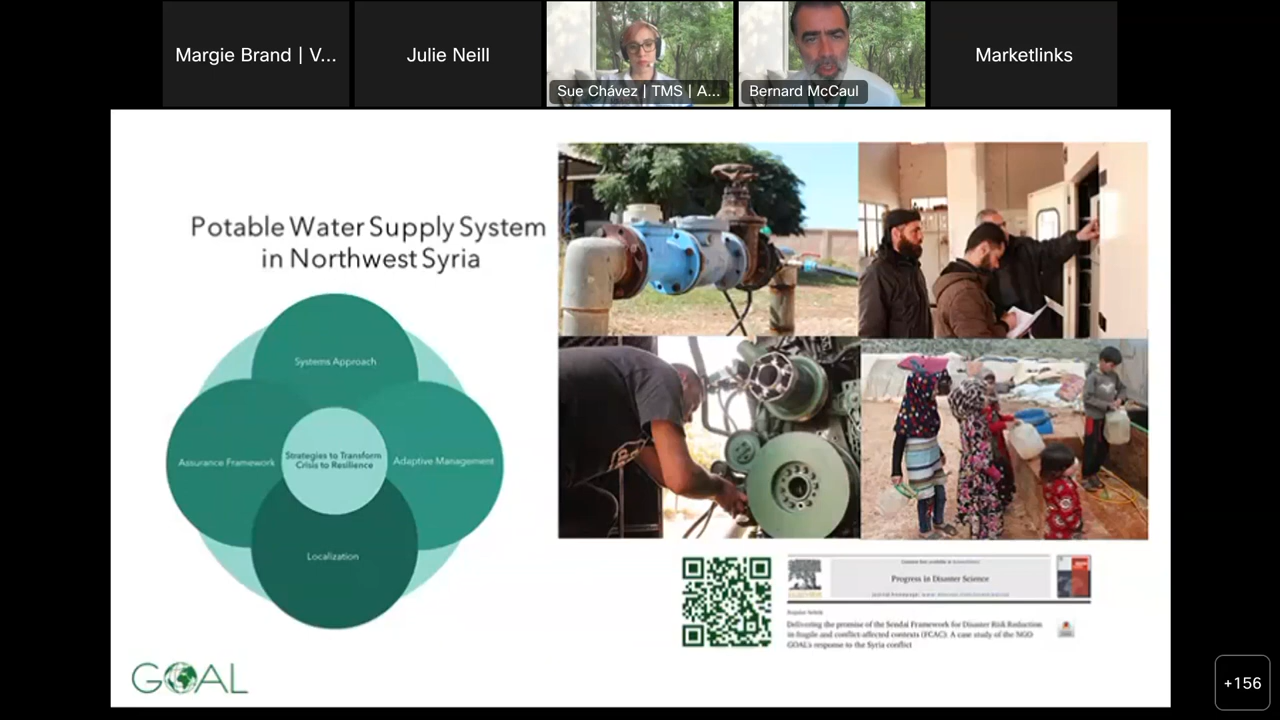 Margie Brand | V...
Julie Neill
Sue Chávez | TMS | A...
Bernard McCaul
Marketlinks
Potable Water Supply System
in Northwest Syria
Systems Approach
Assurance Framework
Strategies to Transform
Crisis to Resilience
Adaptive Management
Localization
Progress in Disaster Science
Delivering the promise of the Sendai Framework for Disaster Risk Reduction
in fragile and conflict-affected contexts (FCAC): A case study of the NGO
GOAL's response to the Syria conflict
GOAL
+156